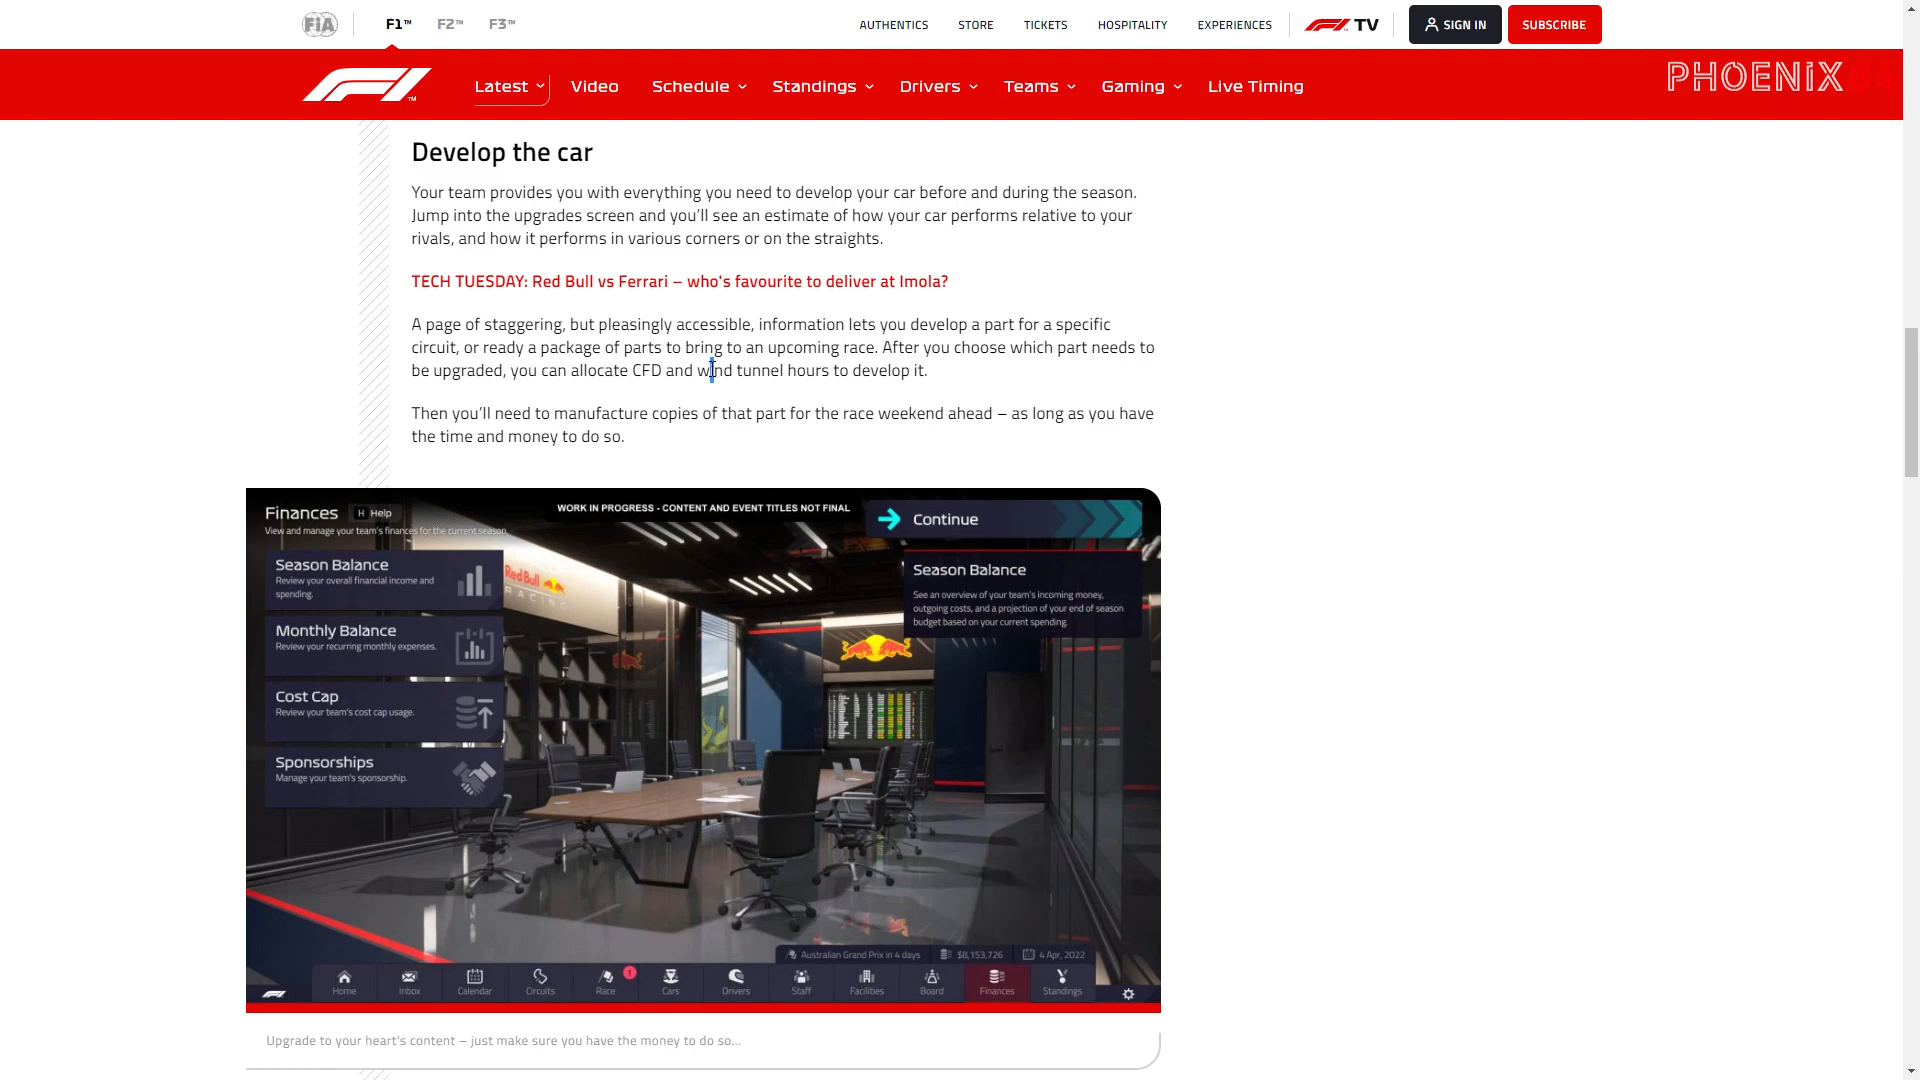 FiA F1™ F2™ F3™ AUTHENTICS STORE TICKETS HOSPITALITY EXPERIENCES F1 TV SIGN IN SUBSCRIBE
F1™ Latest Video Schedule Standings Drivers Teams Gaming Live Timing
PHOENiX
Develop the car
Your team provides you with everything you need to develop your car before and during the season.
Jump into the upgrades screen and you’ll see an estimate of how your car performs relative to your
rivals, and how it performs in various corners or on the straights.
TECH TUESDAY: Red Bull vs Ferrari – who's favourite to deliver at Imola?
A page of staggering, but pleasingly accessible, information lets you develop a part for a specific
circuit, or ready a package of parts to bring to an upcoming race. After you choose which part needs to
be upgraded, you can allocate CFD and wind tunnel hours to develop it.
Then you’ll need to manufacture copies of that part for the race weekend ahead – as long as you have
the time and money to do so.
Finances H Help
View and manage your team's finances for the current season.
WORK IN PROGRESS - CONTENT AND EVENT TITLES NOT FINAL
Continue
Season Balance
Review your overall financial income and
spending.
Monthly Balance
Review your recurring monthly expenses.
Cost Cap
Review your team's cost cap usage.
Sponsorships
Manage your team's sponsorship.
Red Bull
RACING
Season Balance
See an overview of your team's incoming money,
outgoing costs, and a projection of your end of season
budget based on your current spending.
Australian Grand Prix in 4 days $8,153,726 4 Apr, 2022
Home Inbox Calendar Circuits Race Cars Drivers Staff Facilities Board Finances Standings
Upgrade to your heart's content – just make sure you have the money to do so...